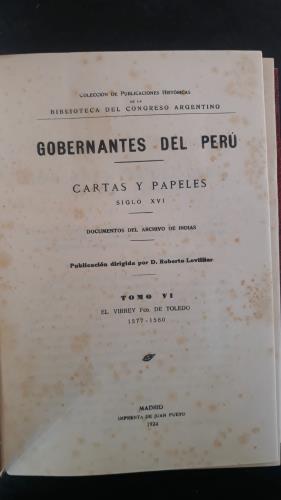 COLECCIÓN DE PUBLICACIONES HISTÓRICAS
DE LA
BIBLIOTECA DEL CONGRESO ARGENTINO
GOBERNANTES DEL PERÚ
CARTAS Y PAPELES
SIGLO XVI
DOCUMENTOS DEL ARCHIVO DE INDIAS
Publicación dirigida por D. Roberto Levillier
TOMO VI
EL VIRREY FCO. DE TOLEDO
1577-1580
MADRID
IMPRENTA DE JUAN PUEYO
1924